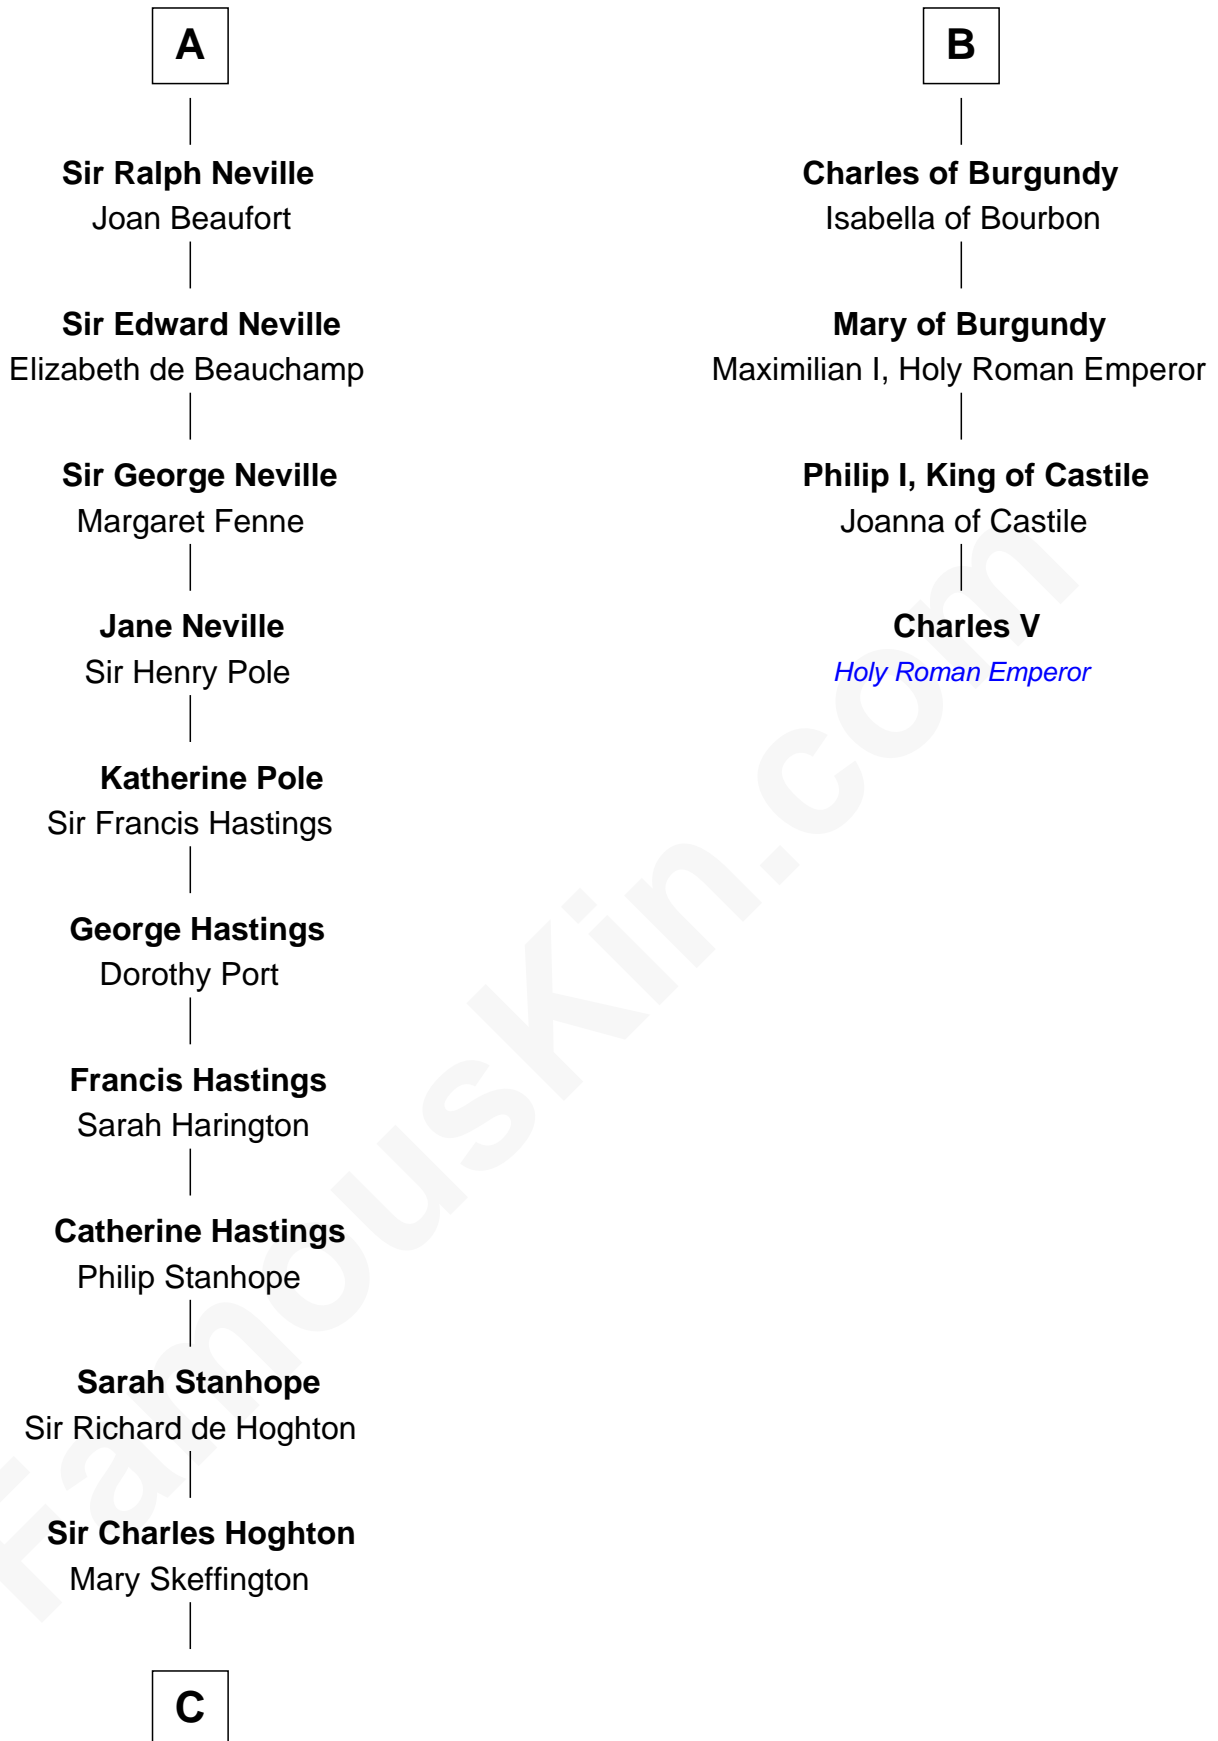 A
Sir Ralph Neville
Joan Beaufort
Sir Edward Neville
Elizabeth de Beauchamp
Sir George Neville
Margaret Fenne
Jane Neville
Sir Henry Pole
Katherine Pole
Sir Francis Hastings
George Hastings
Dorothy Port
Francis Hastings
Sarah Harington
Catherine Hastings
Philip Stanhope
Sarah Stanhope
Sir Richard de Hoghton
Sir Charles Hoghton
Mary Skeffington
C
B
Charles of Burgundy
Isabella of Bourbon
Mary of Burgundy
Maximilian I, Holy Roman Emperor
Philip I, King of Castile
Joanna of Castile
Charles V
Holy Roman Emperor
FamousKin.com